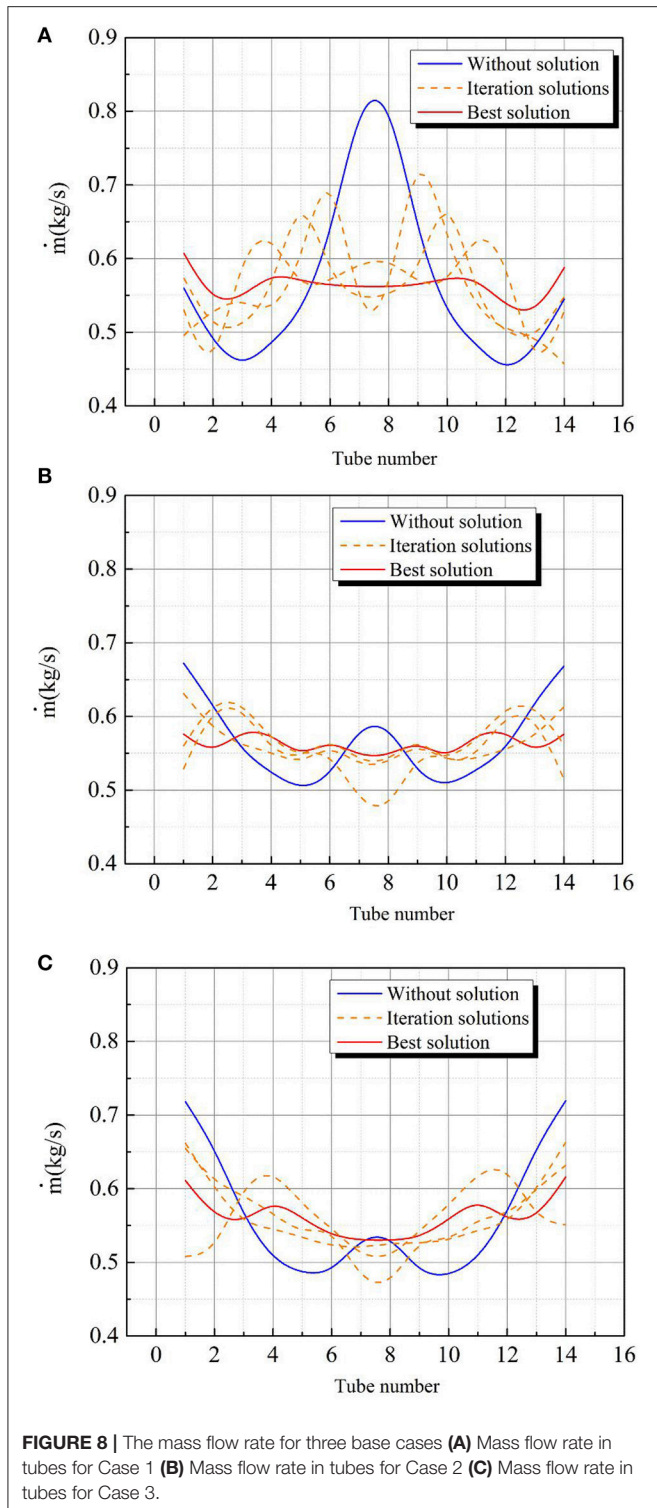 A
0.9
0.8
0.7
0.6
0.5
0.4
ṁ(kg/s)
Without solution
Iteration solutions
Best solution
0 2 4 6 8 10 12 14 16
Tube number
B
0.9
0.8
0.7
0.6
0.5
0.4
ṁ(kg/s)
Without solution
Iteration solutions
Best solution
0 2 4 6 8 10 12 14 16
Tube number
C
0.9
0.8
0.7
0.6
0.5
0.4
ṁ(kg/s)
Without solution
Iteration solutions
Best solution
0 2 4 6 8 10 12 14 16
Tube number
FIGURE 8 | The mass flow rate for three base cases (A) Mass flow rate in
tubes for Case 1 (B) Mass flow rate in tubes for Case 2 (C) Mass flow rate in
tubes for Case 3.